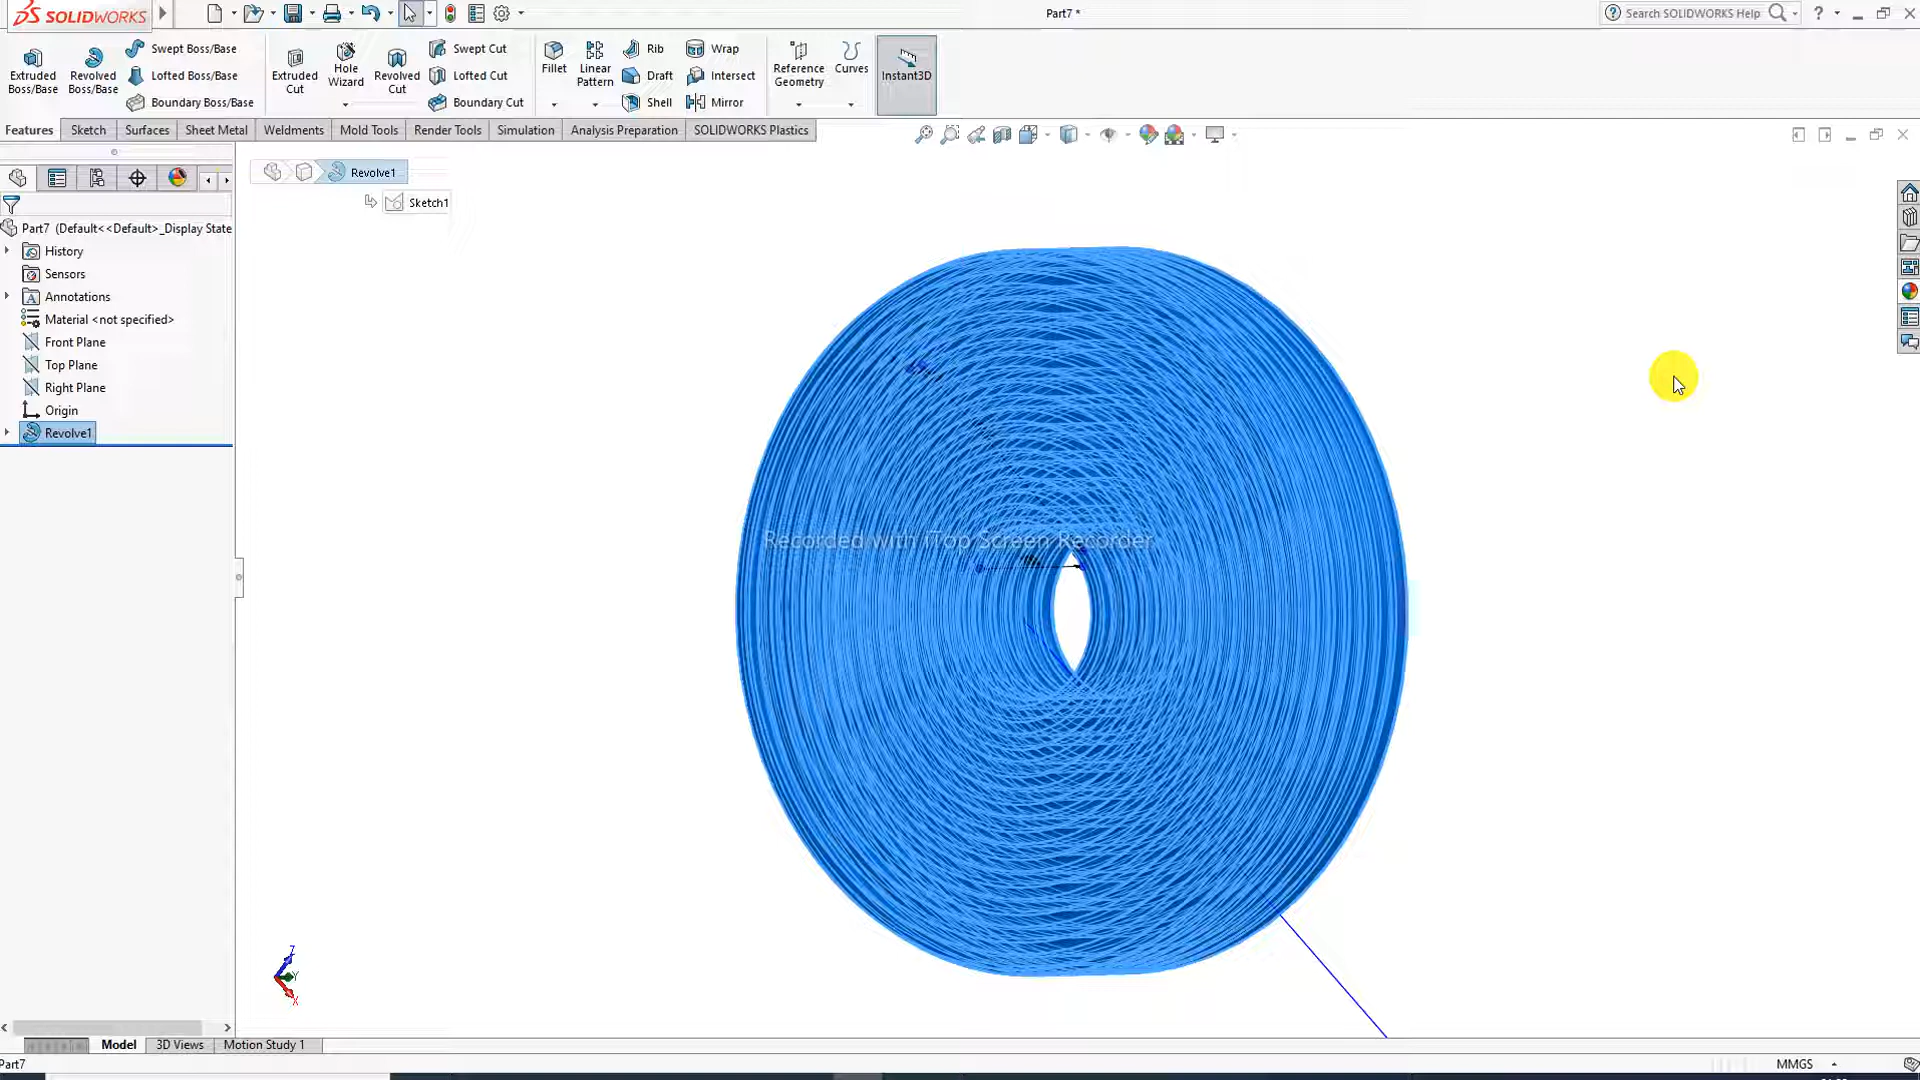 SOLIDWORKS
Part7 *
Search SOLIDWORKS Help
?
Extruded Boss/Base
Revolved Boss/Base
Swept Boss/Base
Lofted Boss/Base
Boundary Boss/Base
Extruded Cut
Hole Wizard
Revolved Cut
Swept Cut
Lofted Cut
Boundary Cut
Fillet
Linear Pattern
Rib
Draft
Shell
Wrap
Intersect
Mirror
Reference Geometry
Curves
Instant3D
Features
Sketch
Surfaces
Sheet Metal
Weldments
Mold Tools
Render Tools
Simulation
Analysis Preparation
SOLIDWORKS Plastics
Revolve1
Sketch1
Part7 (Default<<Default>_Display State
History
Sensors
Annotations
Material <not specified>
Front Plane
Top Plane
Right Plane
Origin
Revolve1
Recorded with iTop Screen Recorder
Z
Y
X
Model
3D Views
Motion Study 1
Part7
MMGS